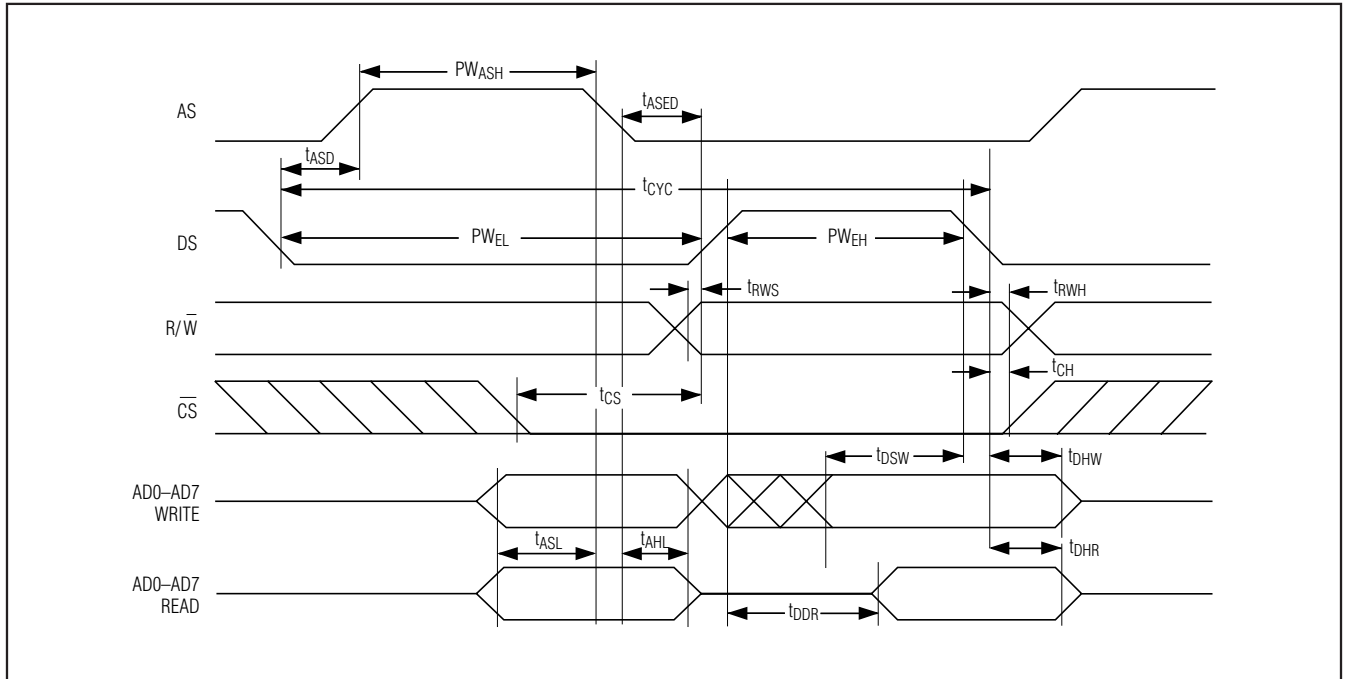 PWASH
AS
tASED
tASD
tCYC
DS
PWEL
PWEH
tRWS
tRWH
R/W̅
tCH
C̅S̅
tCS
tDSW
tDHW
AD0–AD7
WRITE
tASL
tAHL
tDHR
AD0–AD7
READ
tDDR